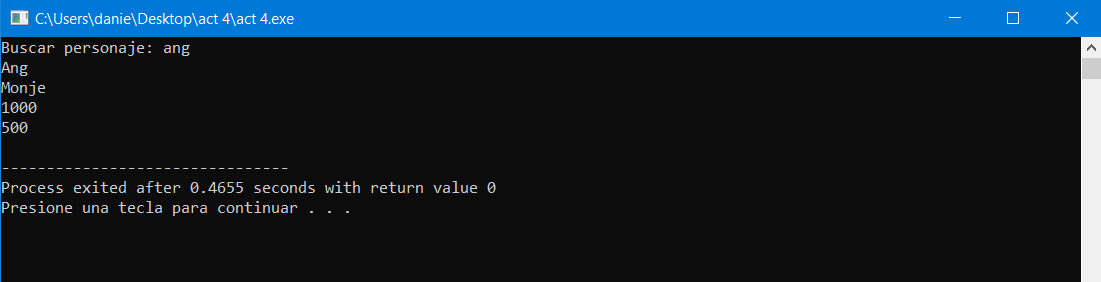 C:\Users\danie\Desktop\act 4\act 4.exe
Buscar personaje: ang
Ang
Monje
1000
500
--------------------------------
Process exited after 0.4655 seconds with return value 0
Presione una tecla para continuar . . .